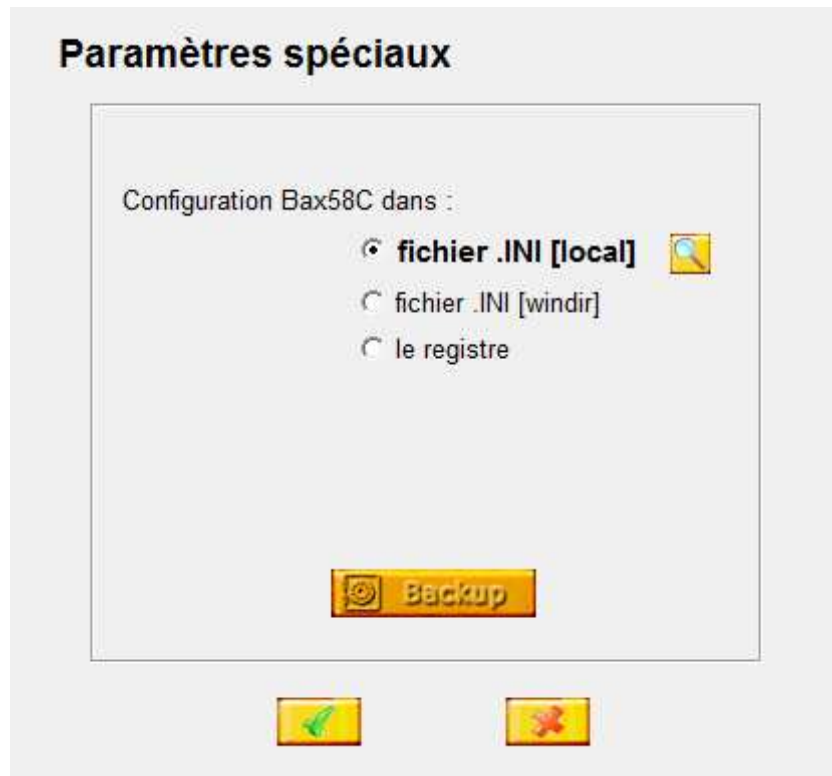 Paramètres spéciaux
Configuration Bax58C dans :
fichier .INI [local]
fichier .INI [windir]
le registre
Backup